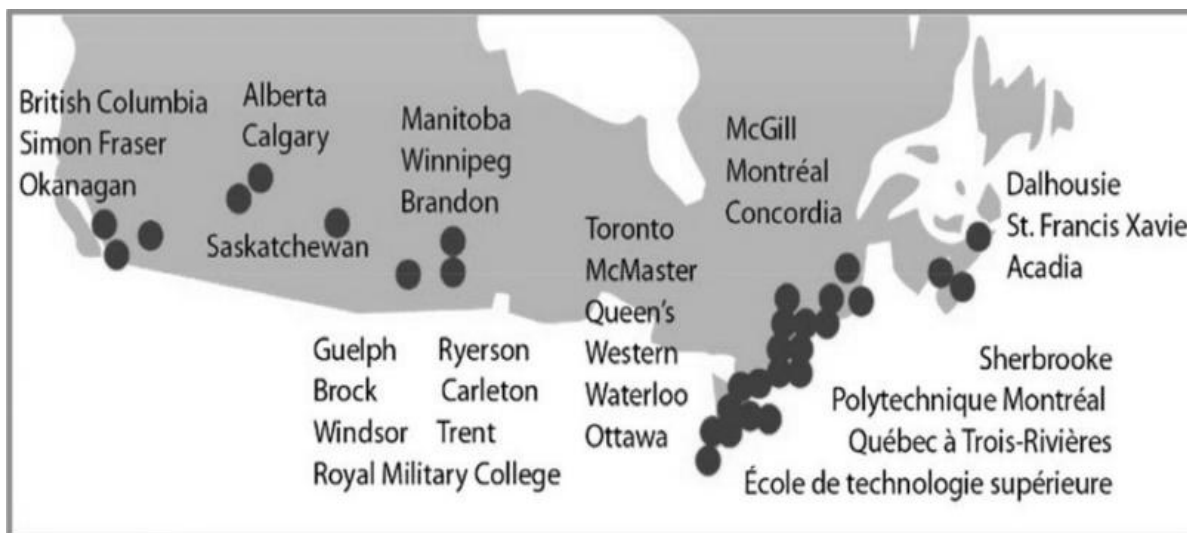 British Columbia
Simon Fraser
Okanagan
Alberta
Calgary
Saskatchewan
Manitoba
Winnipeg
Brandon
Guelph Ryerson
Brock Carleton
Windsor Trent
Royal Military College
Toronto
McMaster
Queen's
Western
Waterloo
Ottawa
McGill
Montréal
Concordia
Dalhousie
St. Francis Xavie
Acadia
Sherbrooke
Polytechnique Montréal
Québec à Trois-Rivières
École de technologie supérieure